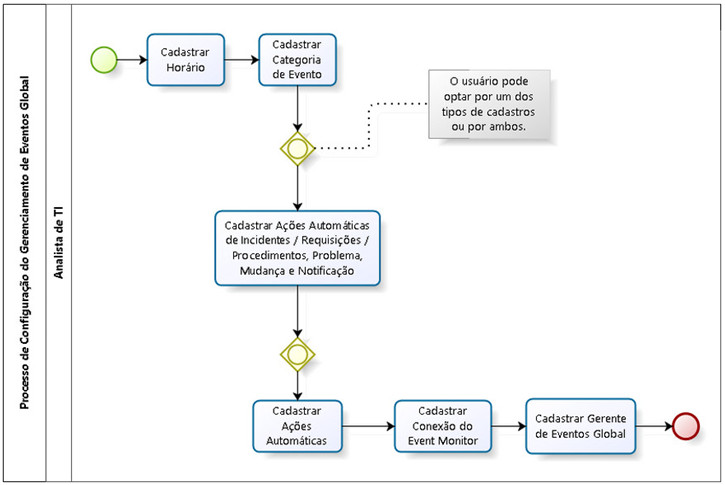 Processo de Configuração do Gerenciamento de Eventos Global
Analista de TI
Cadastrar
Horário
Cadastrar
Categoria
de Evento
O usuário pode
optar por um dos
tipos de cadastros
ou por ambos.
Cadastrar Ações Automáticas
de Incidentes / Requisições /
Procedimentos, Problema,
Mudança e Notificação
Cadastrar
Ações
Automáticas
Cadastrar
Conexão do
Event Monitor
Cadastrar Gerente
de Eventos Global